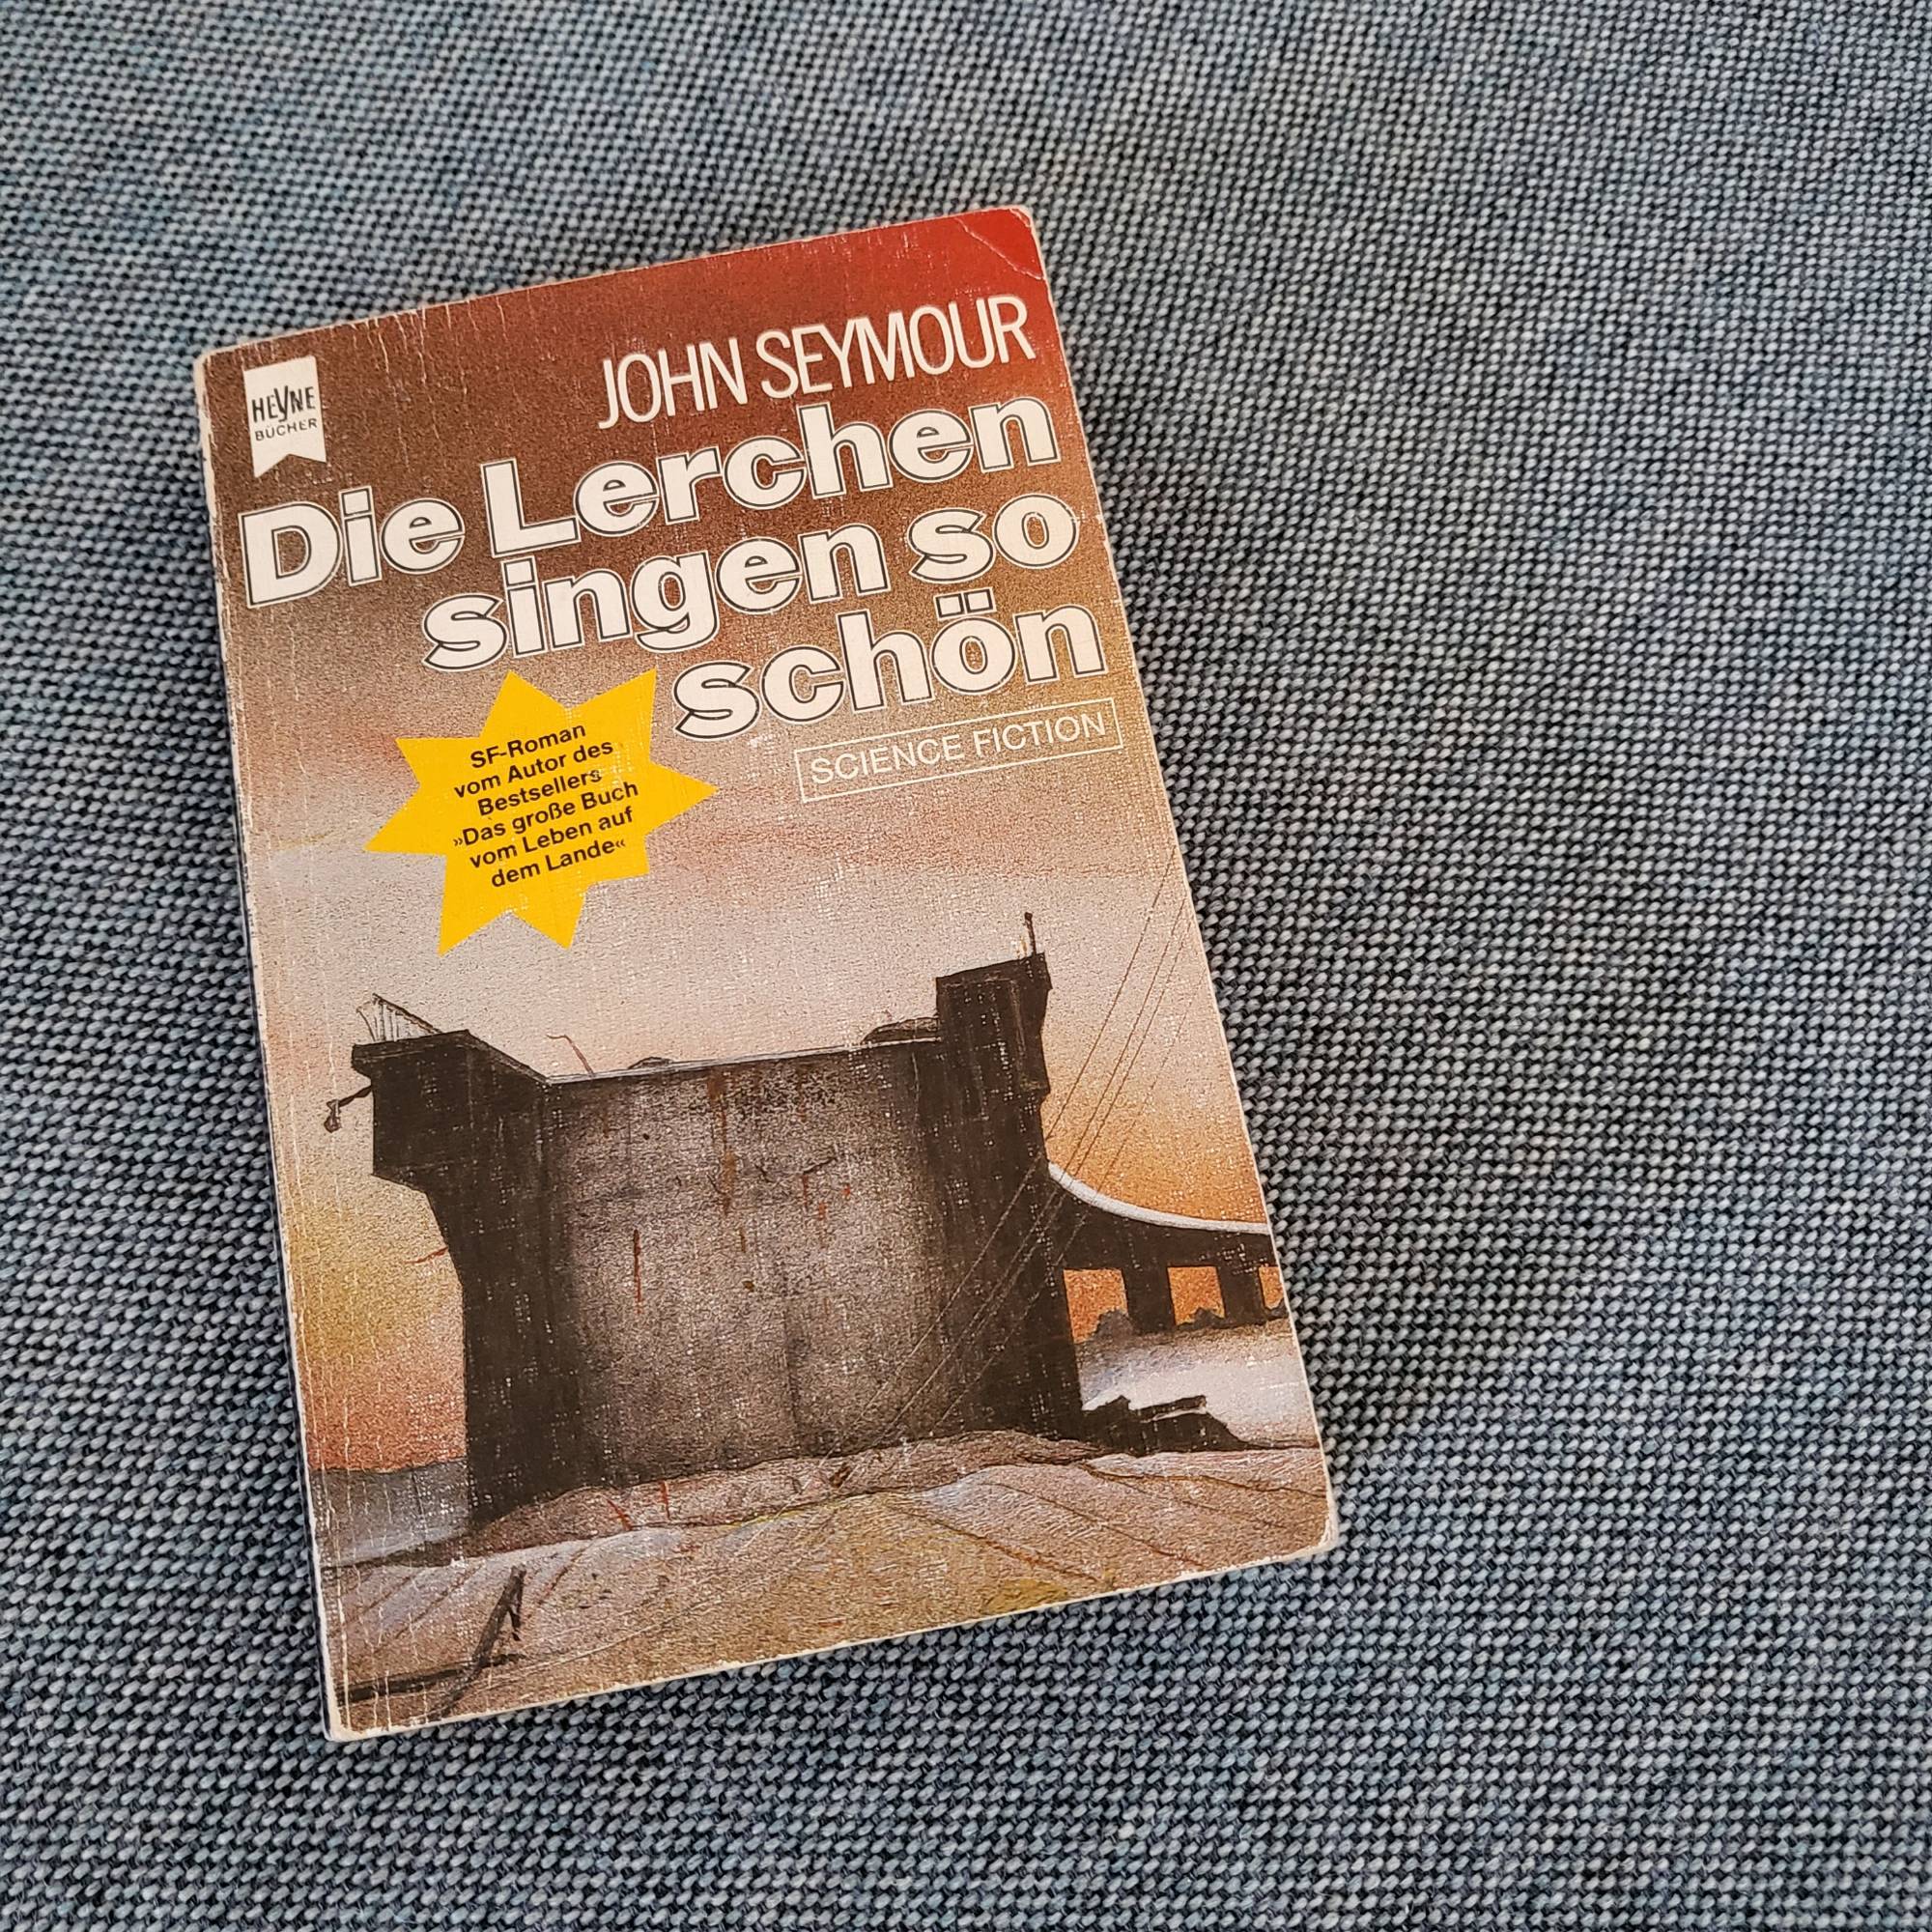 HEYNE
BÜCHER
JOHN SEYMOUR
Die Lerchen
singen so
schön
SCIENCE FICTION
SF-Roman
vom Autor des
Bestsellers
»Das große Buch
vom Leben auf
dem Lande«